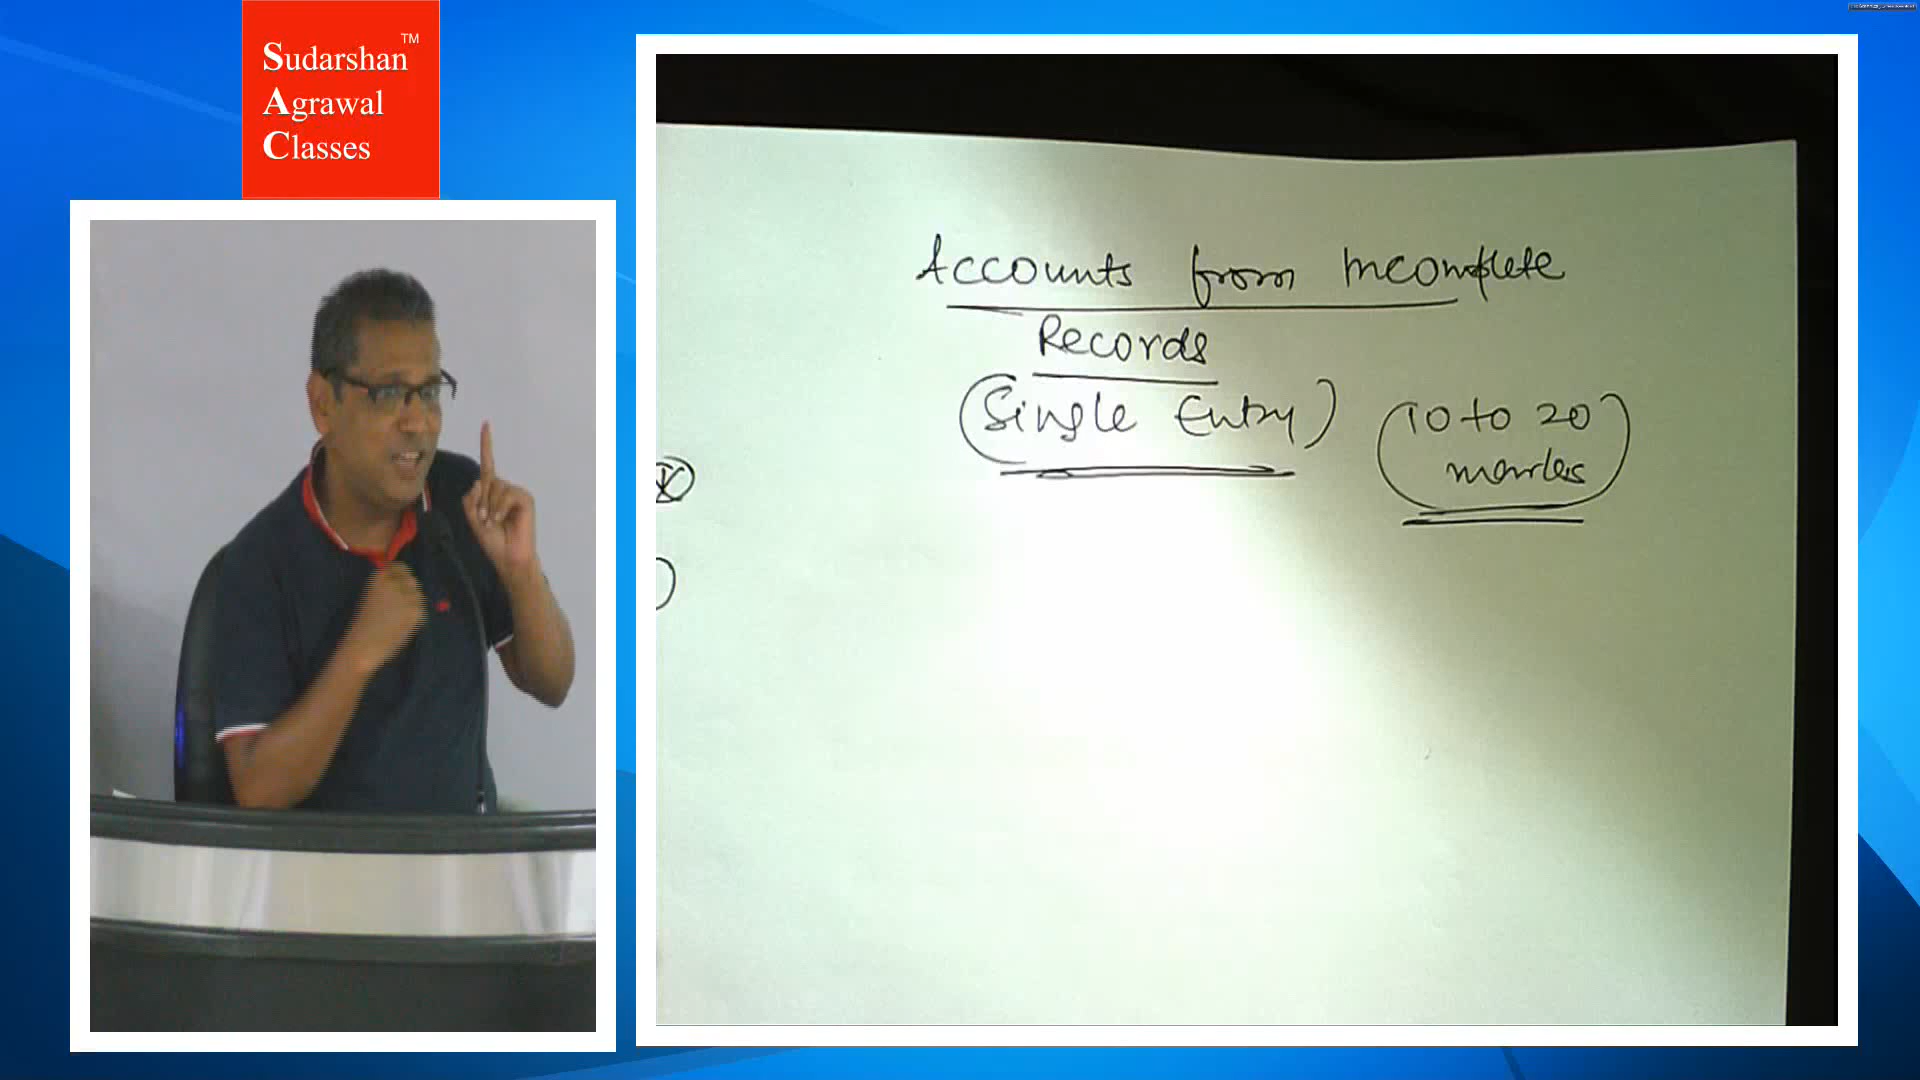 Sudarshan™
Agrawal
Classes
Accounts from Incomplete
Records
(Single Entry)
(10 to 20
marks)